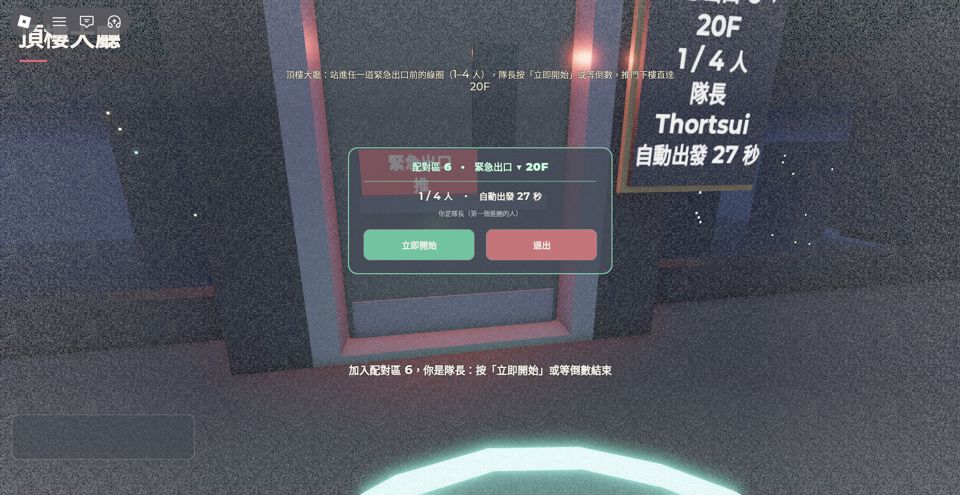 頂樓大廳
頂樓大廳：站進任一道緊急出口前的綠圈（1–4 人），隊長按「立即開始」或等倒數，推門下樓直達
20F
20F
1 / 4 人
隊長
Thortsui
自動出發 27 秒
緊急出口
推
配對區 6 • 緊急出口 ▼ 20F
1 / 4 人 • 自動出發 27 秒
你是隊長（第一個進圈的人）
立即開始
退出
加入配對區 6，你是隊長：按「立即開始」或等倒數結束